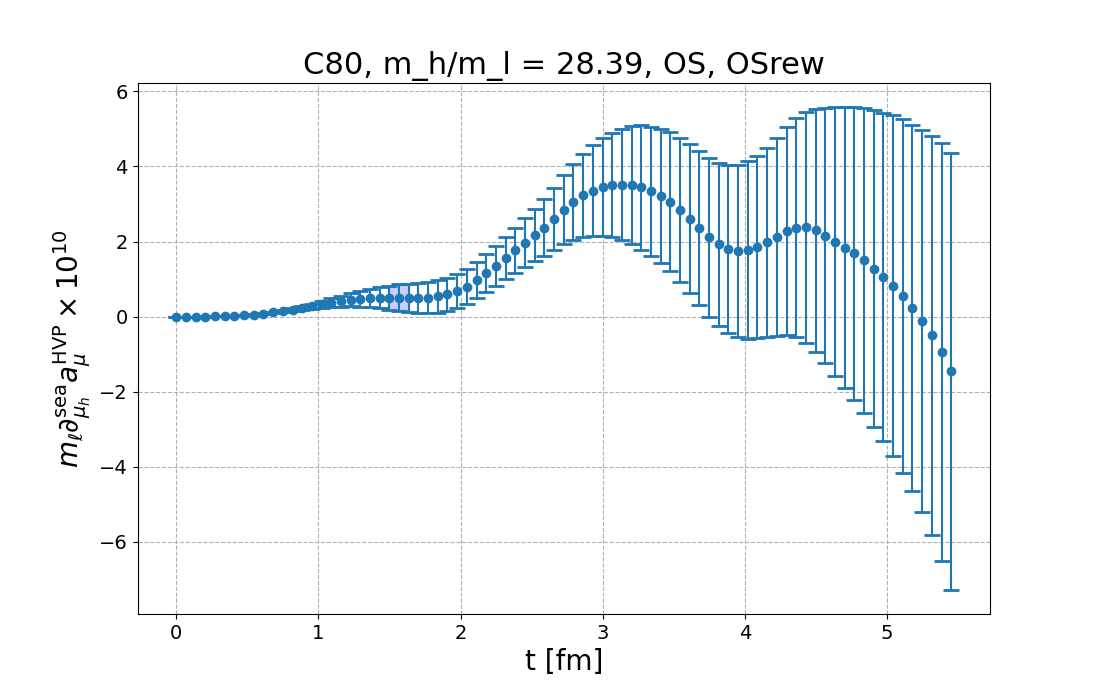 C80, m_h/m_l = 28.39, OS, OSrew
6
4
2
0
−2
−4
−6
m_ℓ∂^{sea}_{μ_h} a_μ^{HVP} × 10^{10}
0 1 2 3 4 5
t [fm]